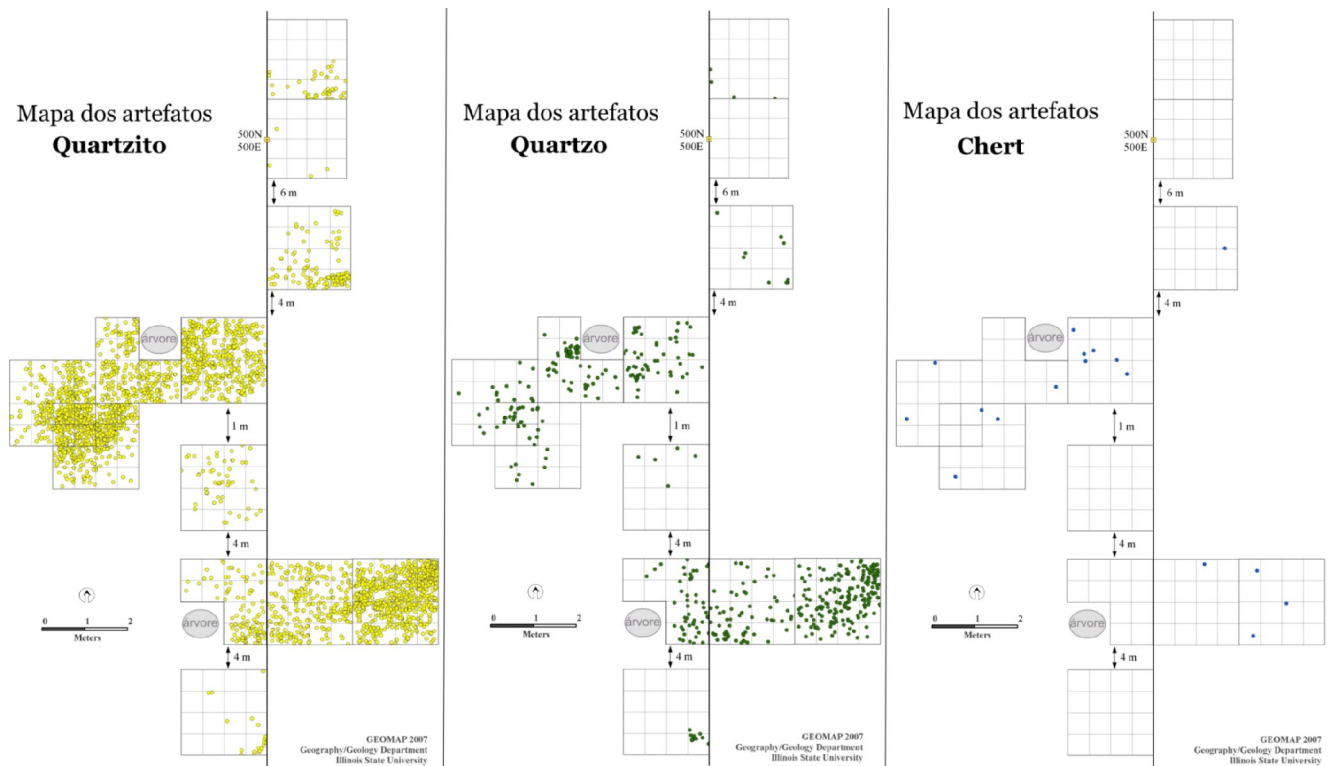 Mapa dos artefatos
Quartzito
500N
500E
6 m
4 m
árvore
1 m
4 m
árvore
0 1 2
Meters
4 m
GEOMAP 2007
Geography/Geology Department
Illinois State University
Mapa dos artefatos
Quartzo
500N
500E
6 m
4 m
árvore
1 m
4 m
árvore
0 1 2
Meters
4 m
GEOMAP 2007
Geography/Geology Department
Illinois State University
Mapa dos artefatos
Chert
500N
500E
6 m
4 m
árvore
1 m
4 m
árvore
0 1 2
Meters
4 m
GEOMAP 2007
Geography/Geology Department
Illinois State University